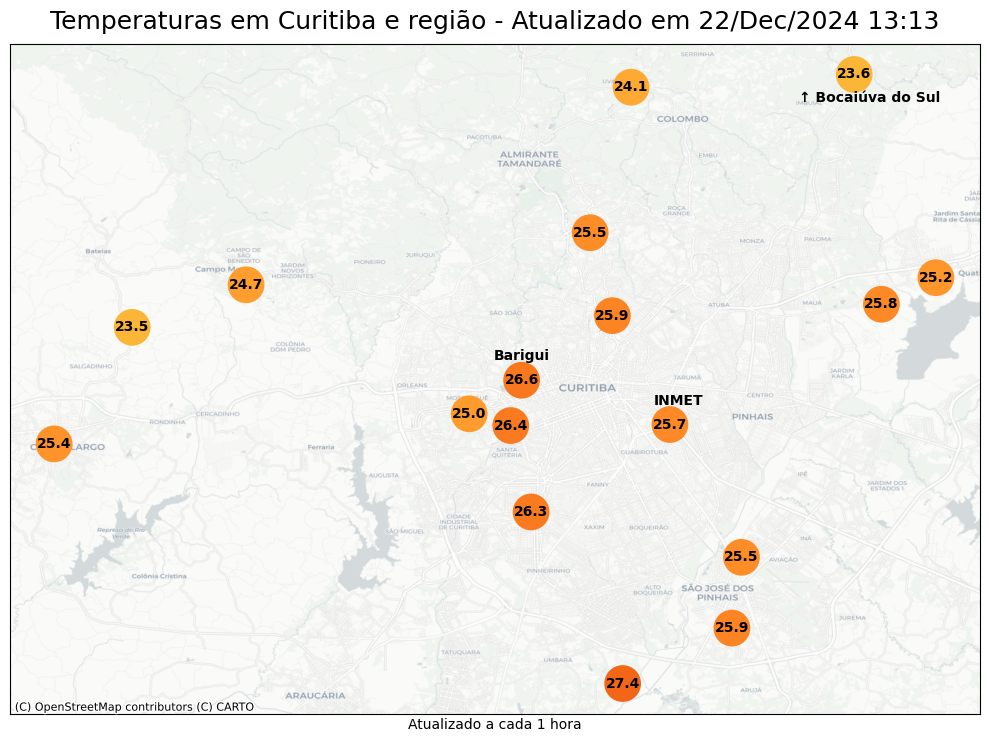 Temperaturas em Curitiba e região - Atualizado em 22/Dec/2024 13:13
SERRINHA
24.1
23.6
↑ Bocaiúva do Sul
COLOMBO
PACOTUBA
ALMIRANTE
TAMANDARÉ
EMBU
ROÇA
GRANDE
Jardim Santa
Rita de Cássia
25.5
MONZA
PALOMA
Bateias
CAMPO DE
SÃO
BENEDITO
JURUQUI
PIONEIRO
JARDIM
NOVOS
HORIZONTES
Campo M
24.7
25.2
Quat
25.8
MAUÁ
ATUBA
SÃO JOÃO
25.9
23.5
COLÔNIA
DOM PEDRO
Barigui
SALGADINHO
26.6
TARUMÃ
JARDIM
KARLA
ORLEANS
CURITIBA
CENTRO
INMET
25.0
26.4
25.7
PINHAIS
CERCADINHO
RONDINHA
25.4
LARGO
Ferraria
SANTA
QUITÉRIA
GUABIROTUBA
AUGUSTA
IPÊ
FANNY
JARDIM DOS
ESTADOS I
26.3
CIDADE
INDUSTRIAL
DE CURITIBA
XAXIM
BOQUEIRÃO
SÃO MIGUEL
Represa do Rio
Verde
INÁ
25.5
AVIAÇÃO
Colônia Cristina
PINHEIRINHO
ALTO
BOQUEIRÃO
SÃO JOSÉ DOS
PINHAIS
JUREMA
25.9
TATUQUARA
UMBARÁ
27.4
ARUJÁ
ARAUCÁRIA
(C) OpenStreetMap contributors (C) CARTO
Atualizado a cada 1 hora